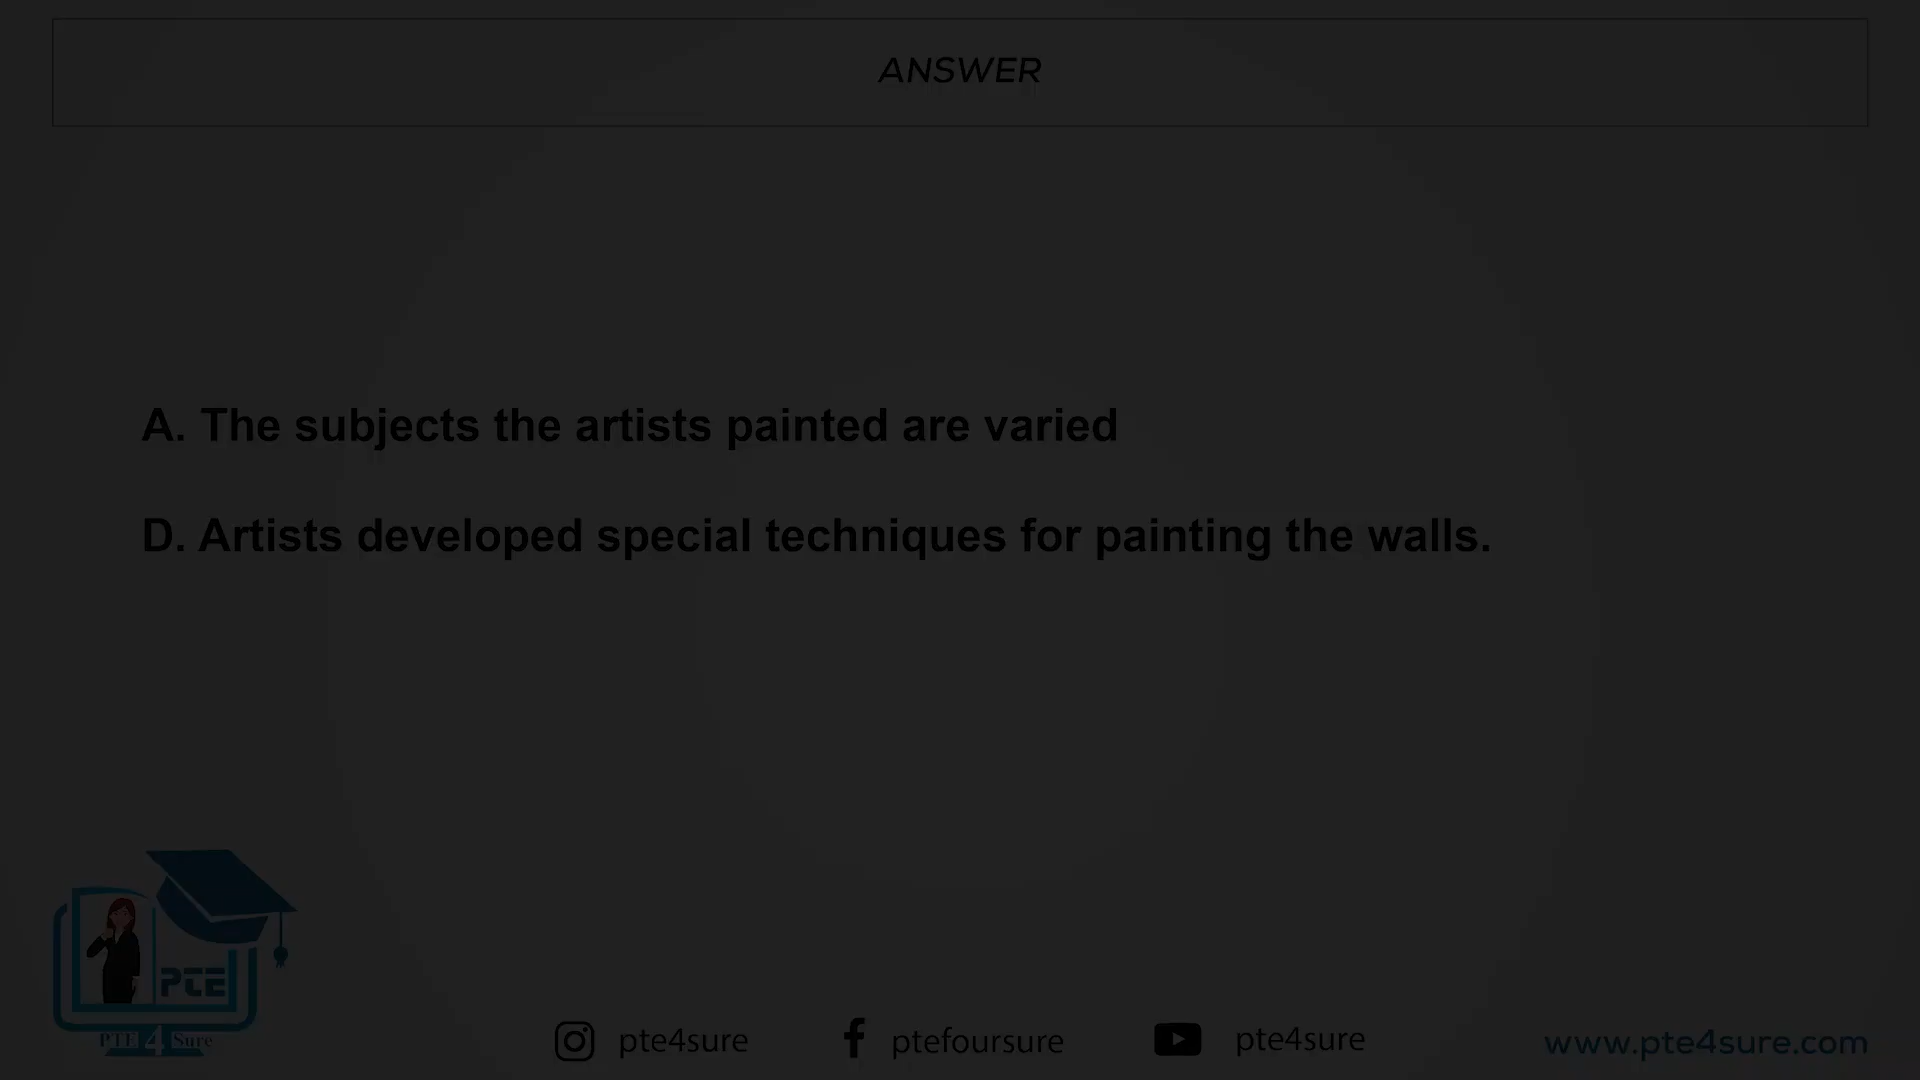 ANSWER
A. The subjects the artists painted are varied
D. Artists developed special techniques for painting the walls.
PTE
PTE 4 Sure
pte4sure
ptefoursure
pte4sure
www.pte4sure.com